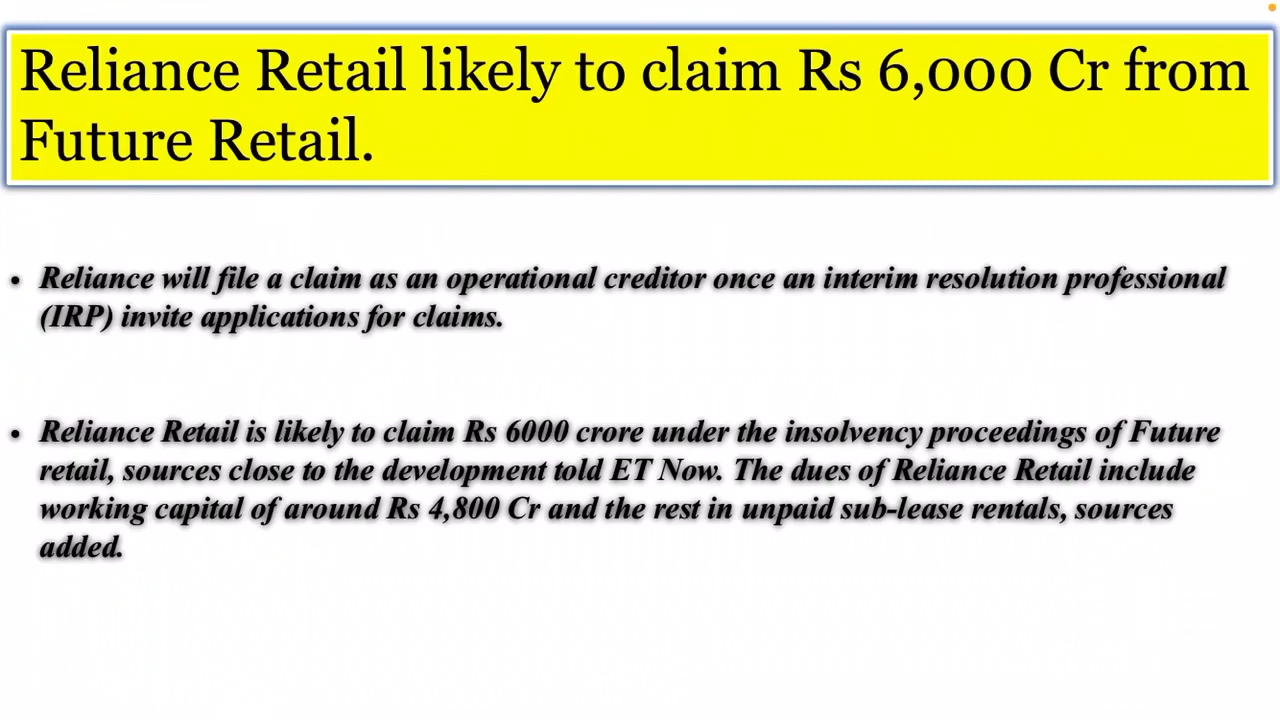 Reliance Retail likely to claim Rs 6,000 Cr from
Future Retail.
• Reliance will file a claim as an operational creditor once an interim resolution professional
(IRP) invite applications for claims.
• Reliance Retail is likely to claim Rs 6000 crore under the insolvency proceedings of Future
retail, sources close to the development told ET Now. The dues of Reliance Retail include
working capital of around Rs 4,800 Cr and the rest in unpaid sub-lease rentals, sources
added.